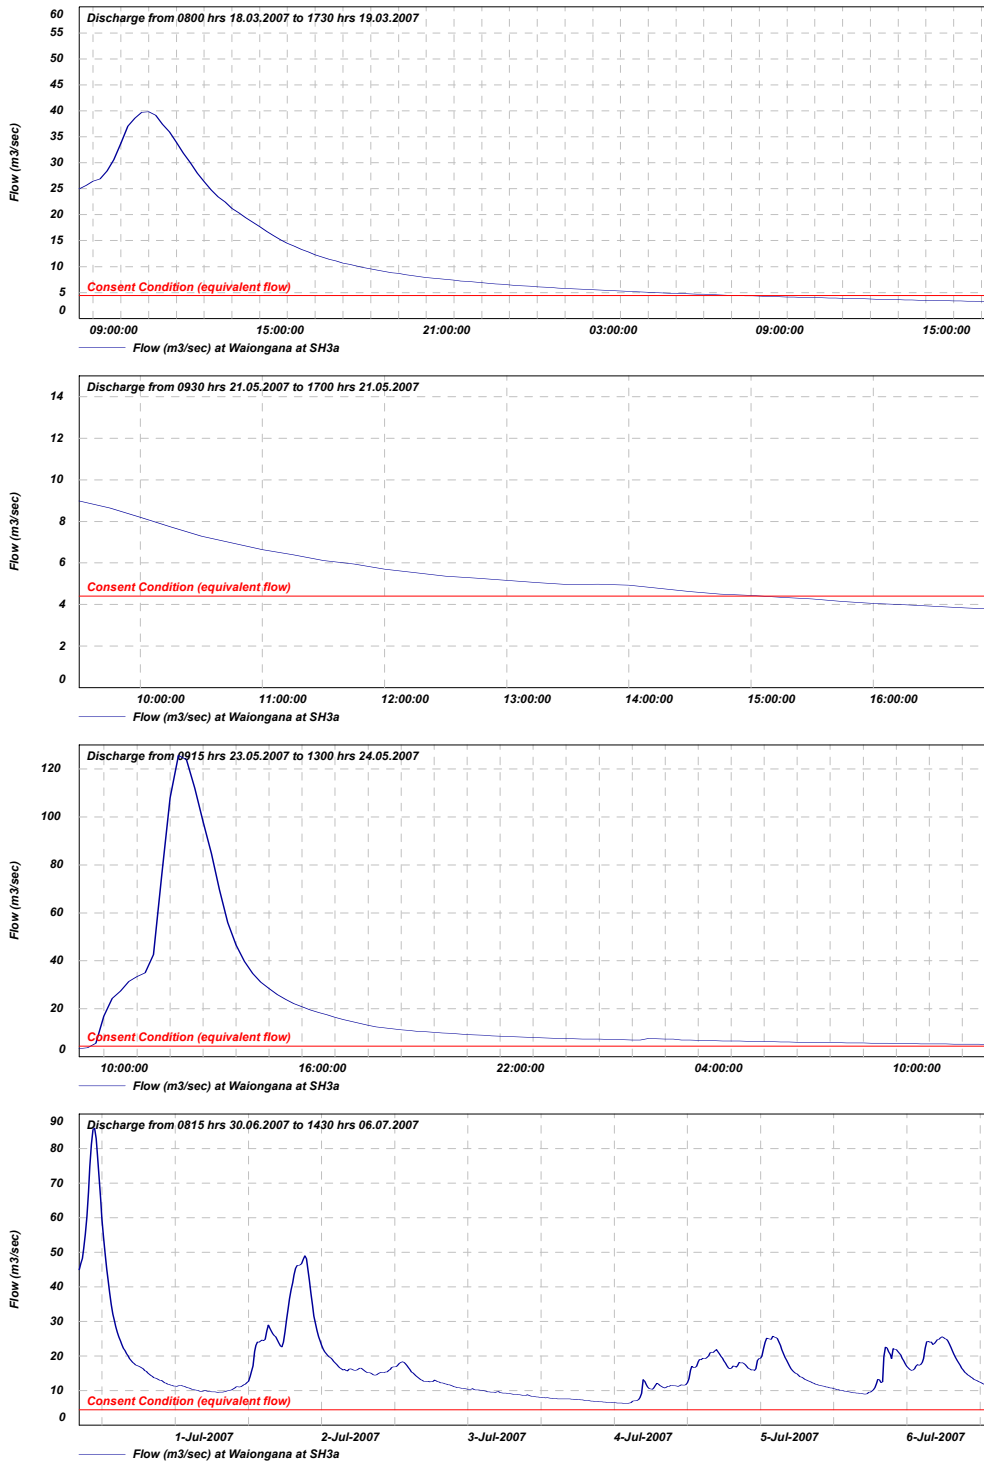 Discharge from 0800 hrs 18.03.2007 to 1730 hrs 19.03.2007
60
55
50
45
40
35
30
25
20
15
10
5
0
Flow (m3/sec)
Consent Condition (equivalent flow)
09:00:00 15:00:00 21:00:00 03:00:00 09:00:00 15:00:00
Flow (m3/sec) at Waiongana at SH3a
Discharge from 0930 hrs 21.05.2007 to 1700 hrs 21.05.2007
14
12
10
8
6
4
2
0
Flow (m3/sec)
Consent Condition (equivalent flow)
10:00:00 11:00:00 12:00:00 13:00:00 14:00:00 15:00:00 16:00:00
Flow (m3/sec) at Waiongana at SH3a
Discharge from 0915 hrs 23.05.2007 to 1300 hrs 24.05.2007
120
100
80
60
40
20
0
Flow (m3/sec)
Consent Condition (equivalent flow)
10:00:00 16:00:00 22:00:00 04:00:00 10:00:00
Flow (m3/sec) at Waiongana at SH3a
Discharge from 0815 hrs 30.06.2007 to 1430 hrs 06.07.2007
90
80
70
60
50
40
30
20
10
0
Flow (m3/sec)
Consent Condition (equivalent flow)
1-Jul-2007 2-Jul-2007 3-Jul-2007 4-Jul-2007 5-Jul-2007 6-Jul-2007
Flow (m3/sec) at Waiongana at SH3a